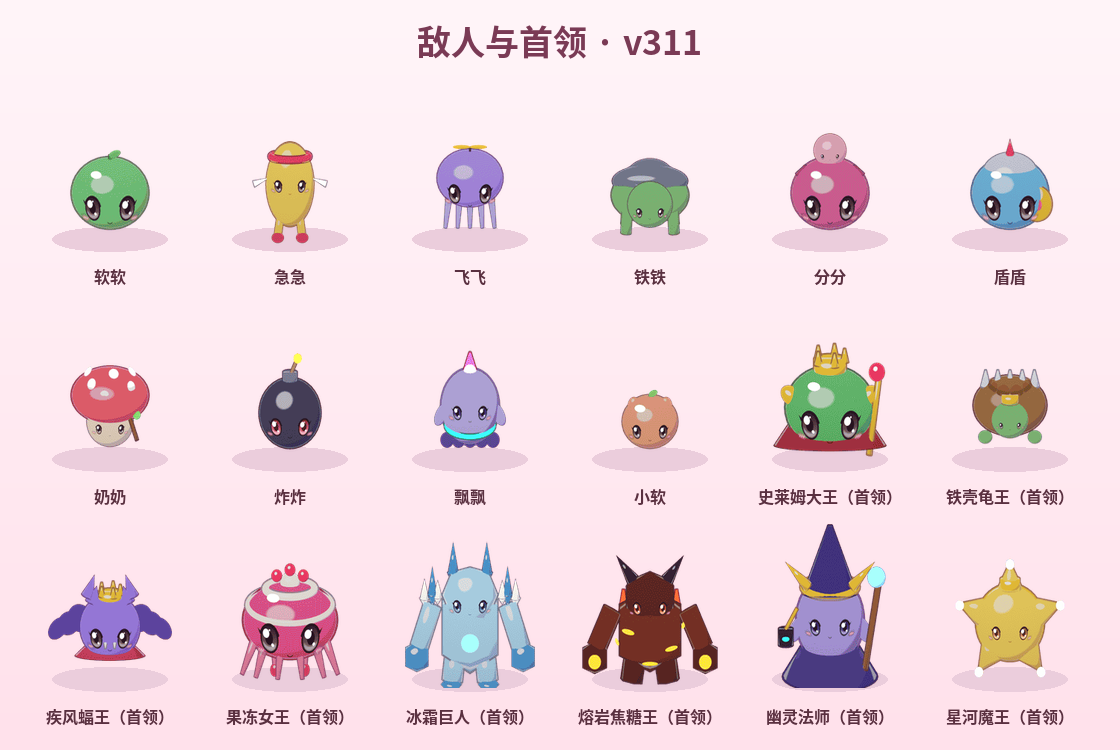 敌人与首领 · v311
软软 急急 飞飞 铁铁 分分 盾盾
奶奶 炸炸 飘飘 小软 史莱姆大王（首领） 铁壳龟王（首领）
疾风蝠王（首领） 果冻女王（首领） 冰霜巨人（首领） 熔岩焦糖王（首领） 幽灵法师（首领） 星河魔王（首领）